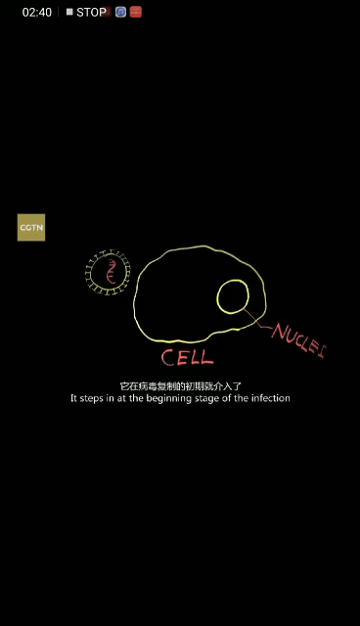 02:40 STOP
CGTN
NUCLEI
CELL
它在病毒复制的初期就介入了
It steps in at the beginning stage of the infection